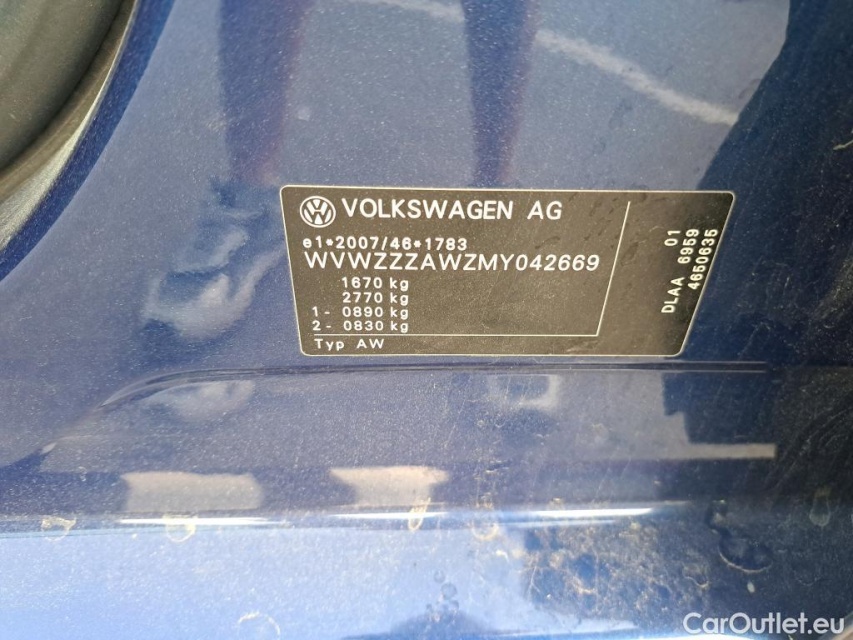 VOLKSWAGEN AG
e1*2007/46*1783
WVWZZZAWZMY042669
1670 kg
2770 kg
1- 0890 kg
2- 0830 kg
Typ AW
01
DLAA 6959
4650635
CarOutlet.eu